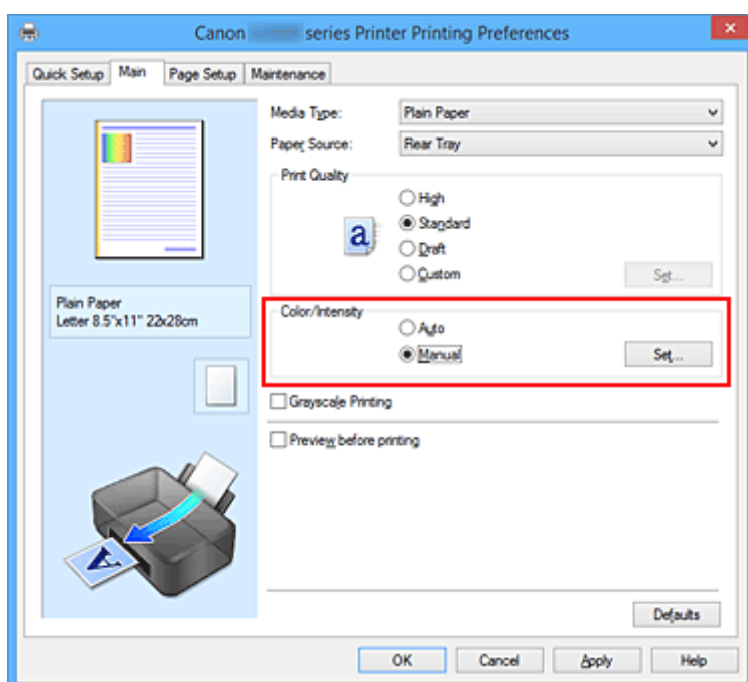 Canon series Printer Printing Preferences
Quick Setup Main Page Setup Maintenance
Media Type: Plain Paper
Paper Source: Rear Tray
Print Quality
High
a Standard
Draft
Custom Set...
Plain Paper
Letter 8.5"x11" 22x28cm
Color/Intensity
Auto
Manual Set...
Grayscale Printing
Preview before printing
A
Defaults
OK Cancel Apply Help